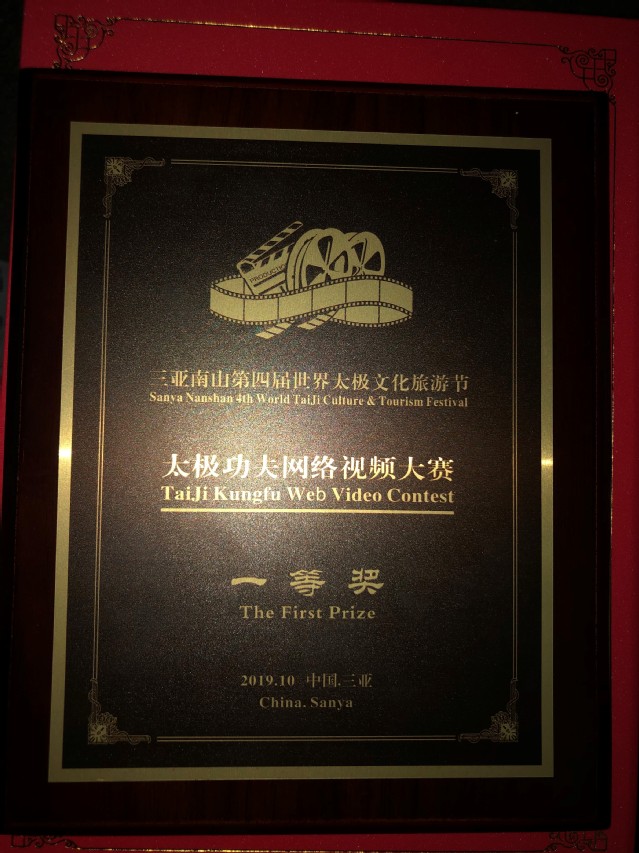 PRODUCTION
三亚南山第四届世界太极文化旅游节
Sanya Nanshan 4th World TaiJi Culture & Tourism Festival
太极功夫网络视频大赛
TaiJi Kungfu Web Video Contest
一等奖
The First Prize
2019.10 中国.三亚
China. Sanya